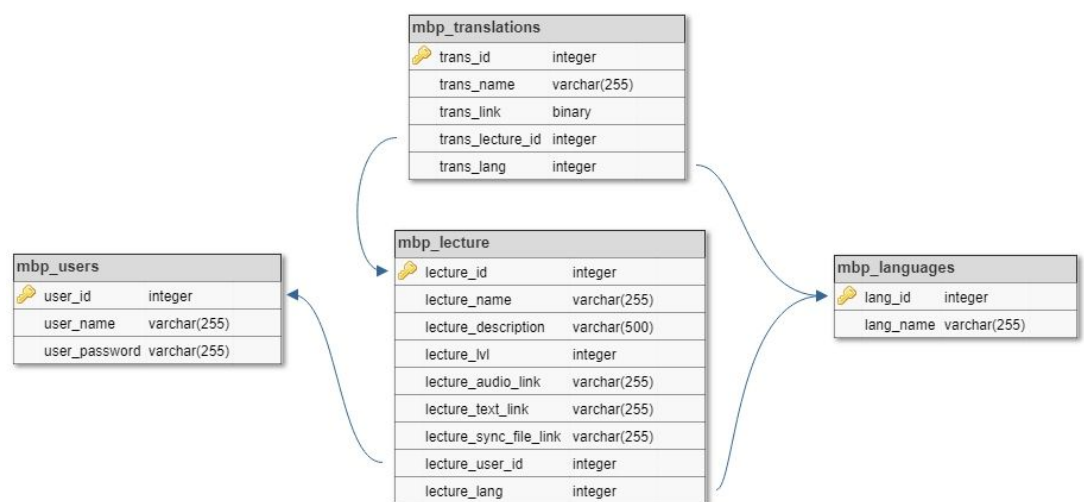 mbp_translations
trans_id integer
trans_name varchar(255)
trans_link binary
trans_lecture_id integer
trans_lang integer
mbp_users
user_id integer
user_name varchar(255)
user_password varchar(255)
mbp_lecture
lecture_id integer
lecture_name varchar(255)
lecture_description varchar(500)
lecture_lvl integer
lecture_audio_link varchar(255)
lecture_text_link varchar(255)
lecture_sync_file_link varchar(255)
lecture_user_id integer
lecture_lang integer
mbp_languages
lang_id integer
lang_name varchar(255)